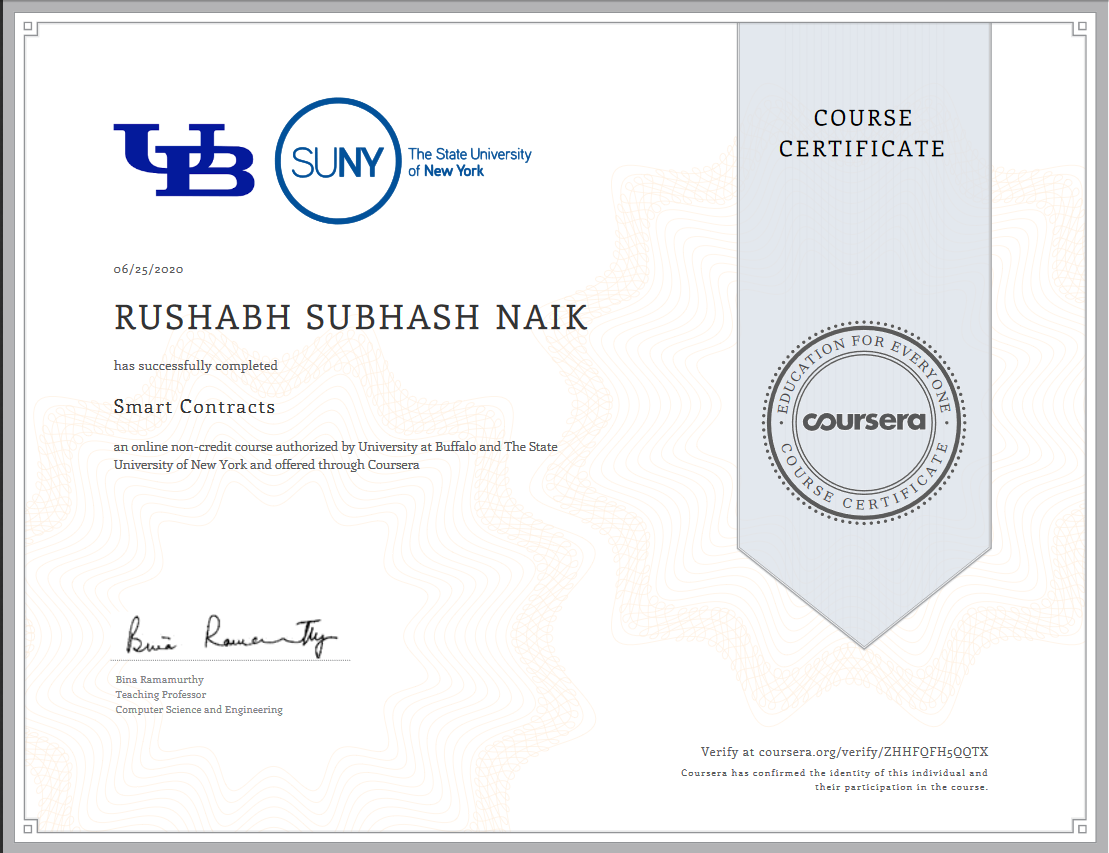 UB
SUNY
The State University
of New York
COURSE
CERTIFICATE
06/25/2020
RUSHABH SUBHASH NAIK
has successfully completed
Smart Contracts
an online non-credit course authorized by University at Buffalo and The State
University of New York and offered through Coursera
EDUCATION FOR EVERYONE
coursera
COURSE CERTIFICATE
Bina Ramamurthy
Bina Ramamurthy
Teaching Professor
Computer Science and Engineering
Verify at coursera.org/verify/ZHHFQFH5QQTX
Coursera has confirmed the identity of this individual and
their participation in the course.